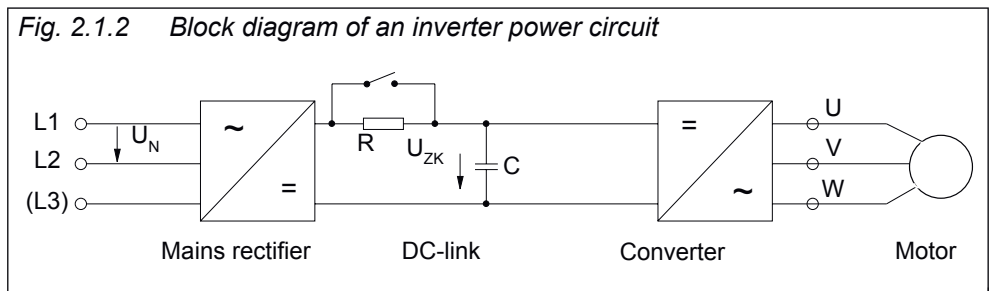 Fig. 2.1.2 Block diagram of an inverter power circuit
L1
L2
(L3)
U_N
~
=
R
U_ZK
C
=
~
U
V
W
Mains rectifier
DC-link
Converter
Motor